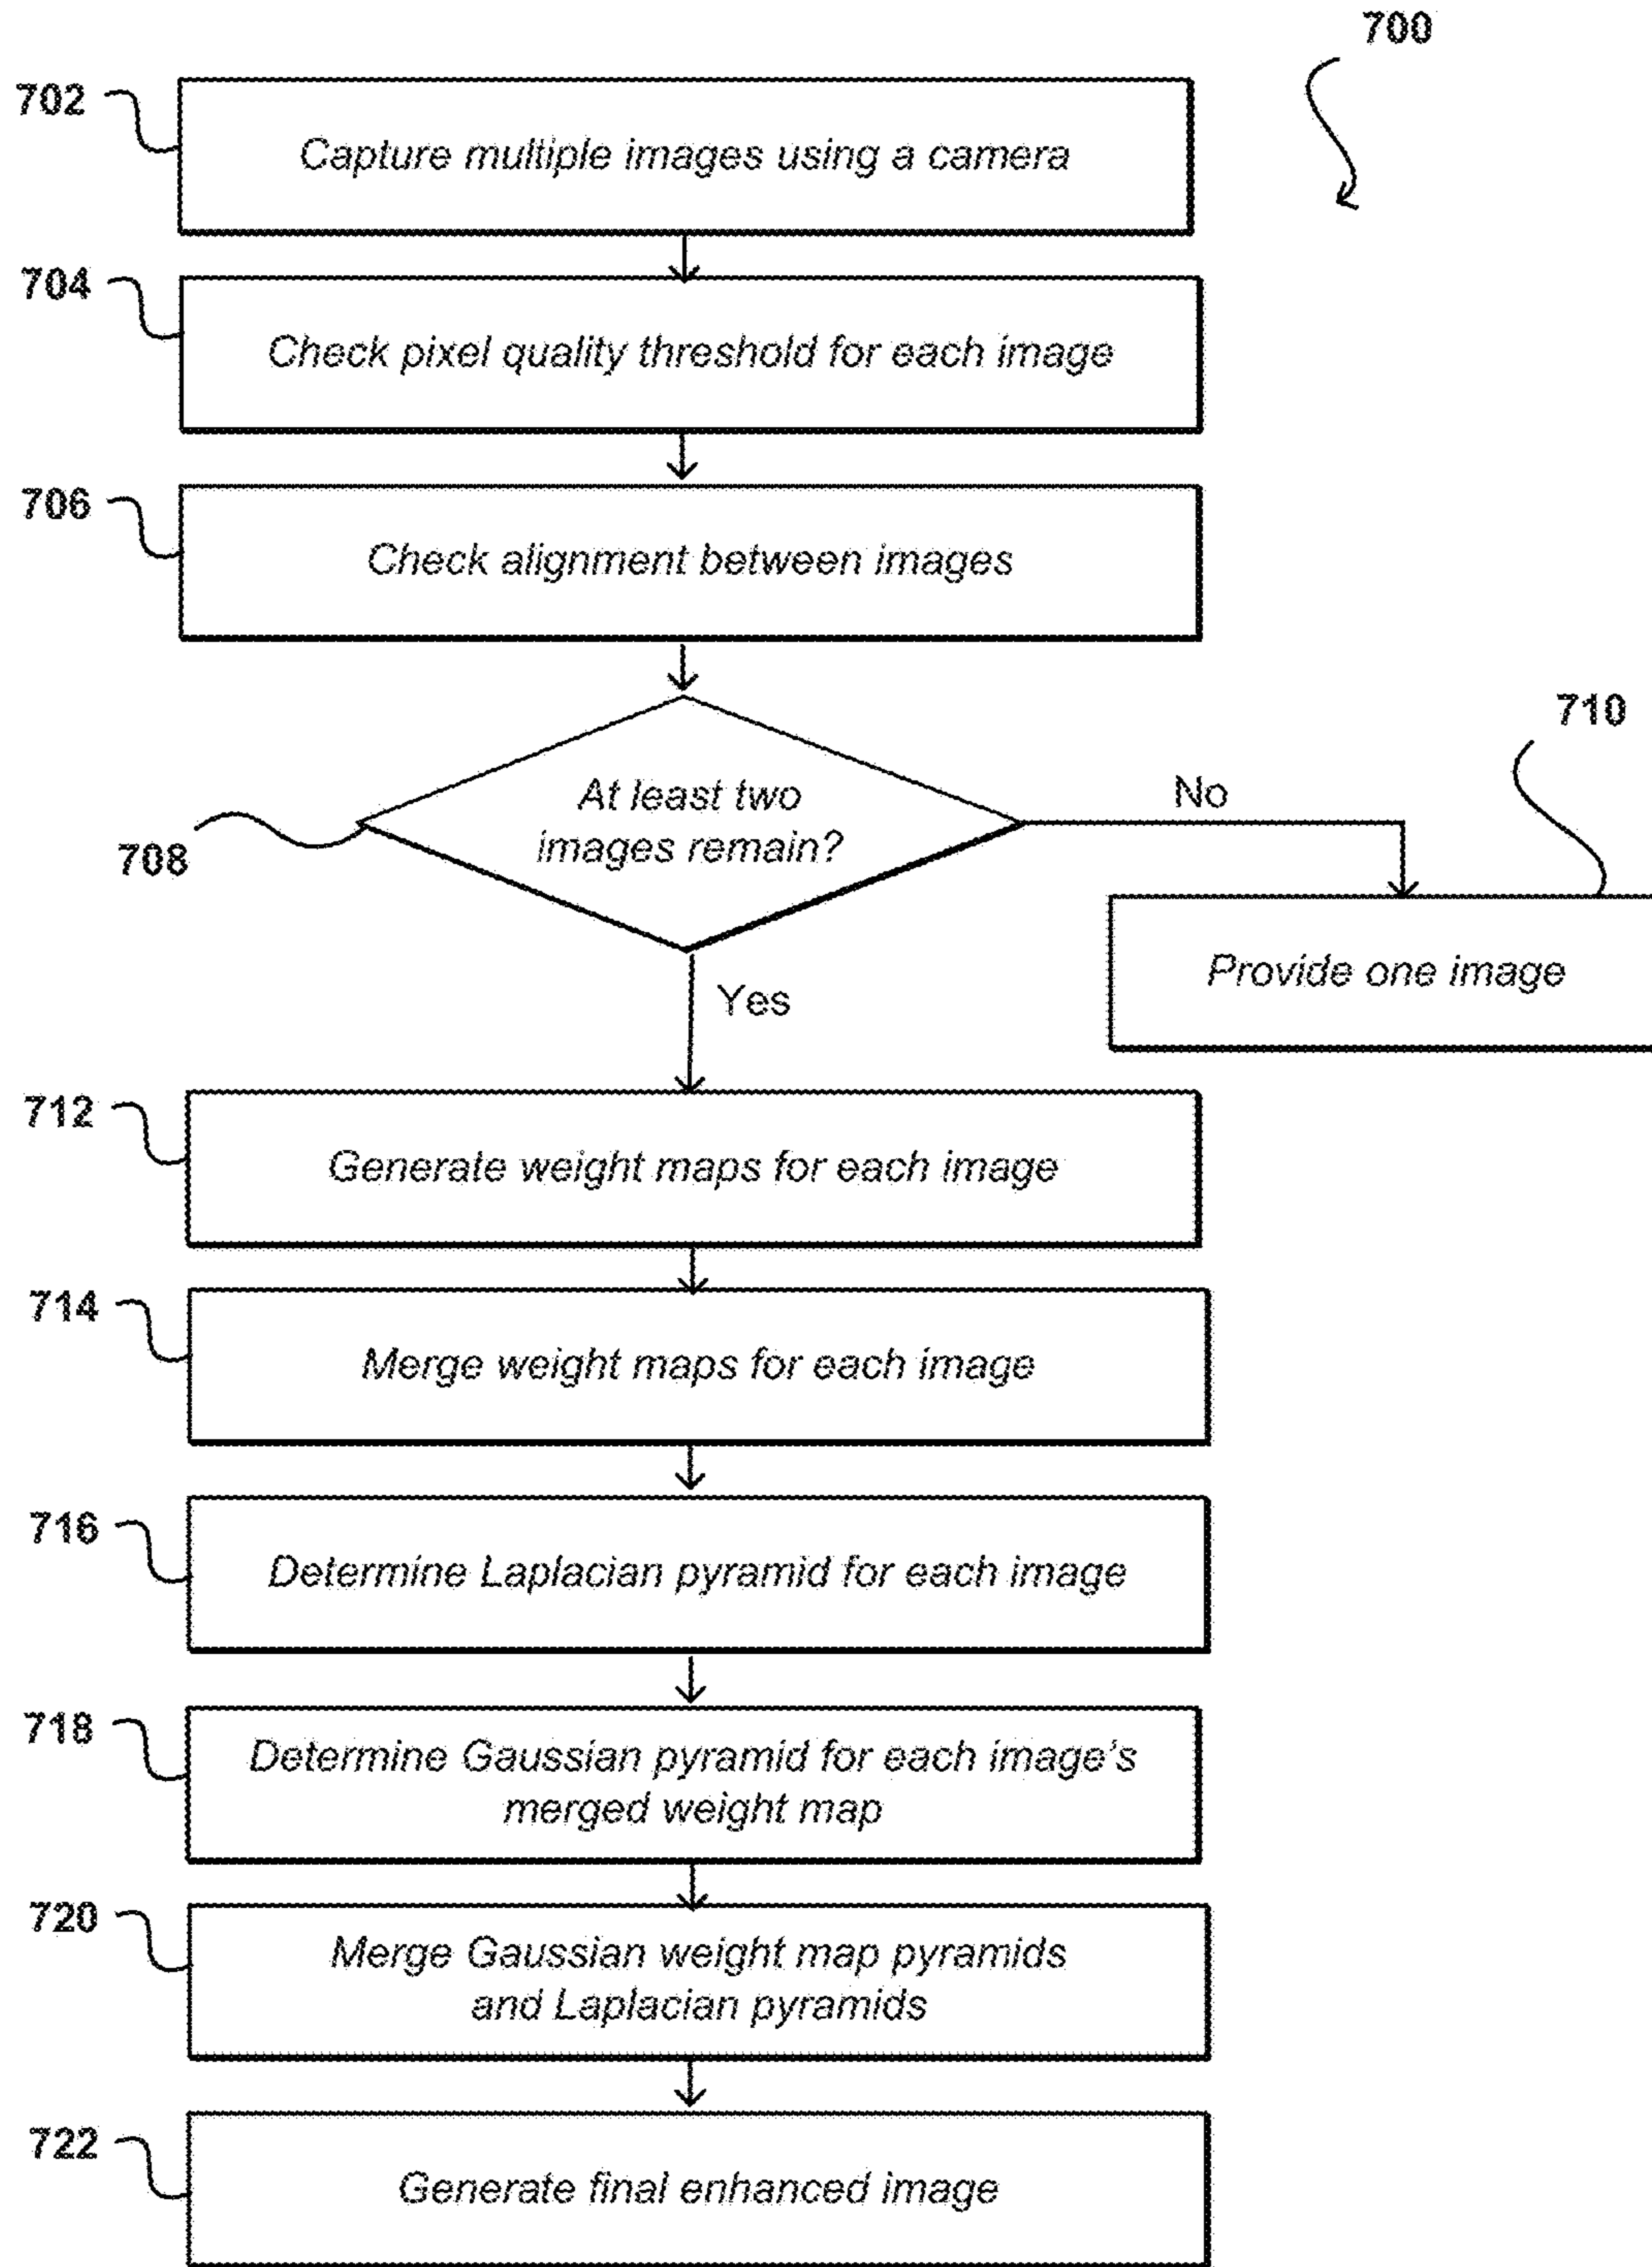 700
702
Capture multiple images using a camera
704
Check pixel quality threshold for each image
706
Check alignment between images
708
At least two
images remain?
No
710
Provide one image
Yes
712
Generate weight maps for each image
714
Merge weight maps for each image
716
Determine Laplacian pyramid for each image
718
Determine Gaussian pyramid for each image's
merged weight map
720
Merge Gaussian weight map pyramids
and Laplacian pyramids
722
Generate final enhanced image